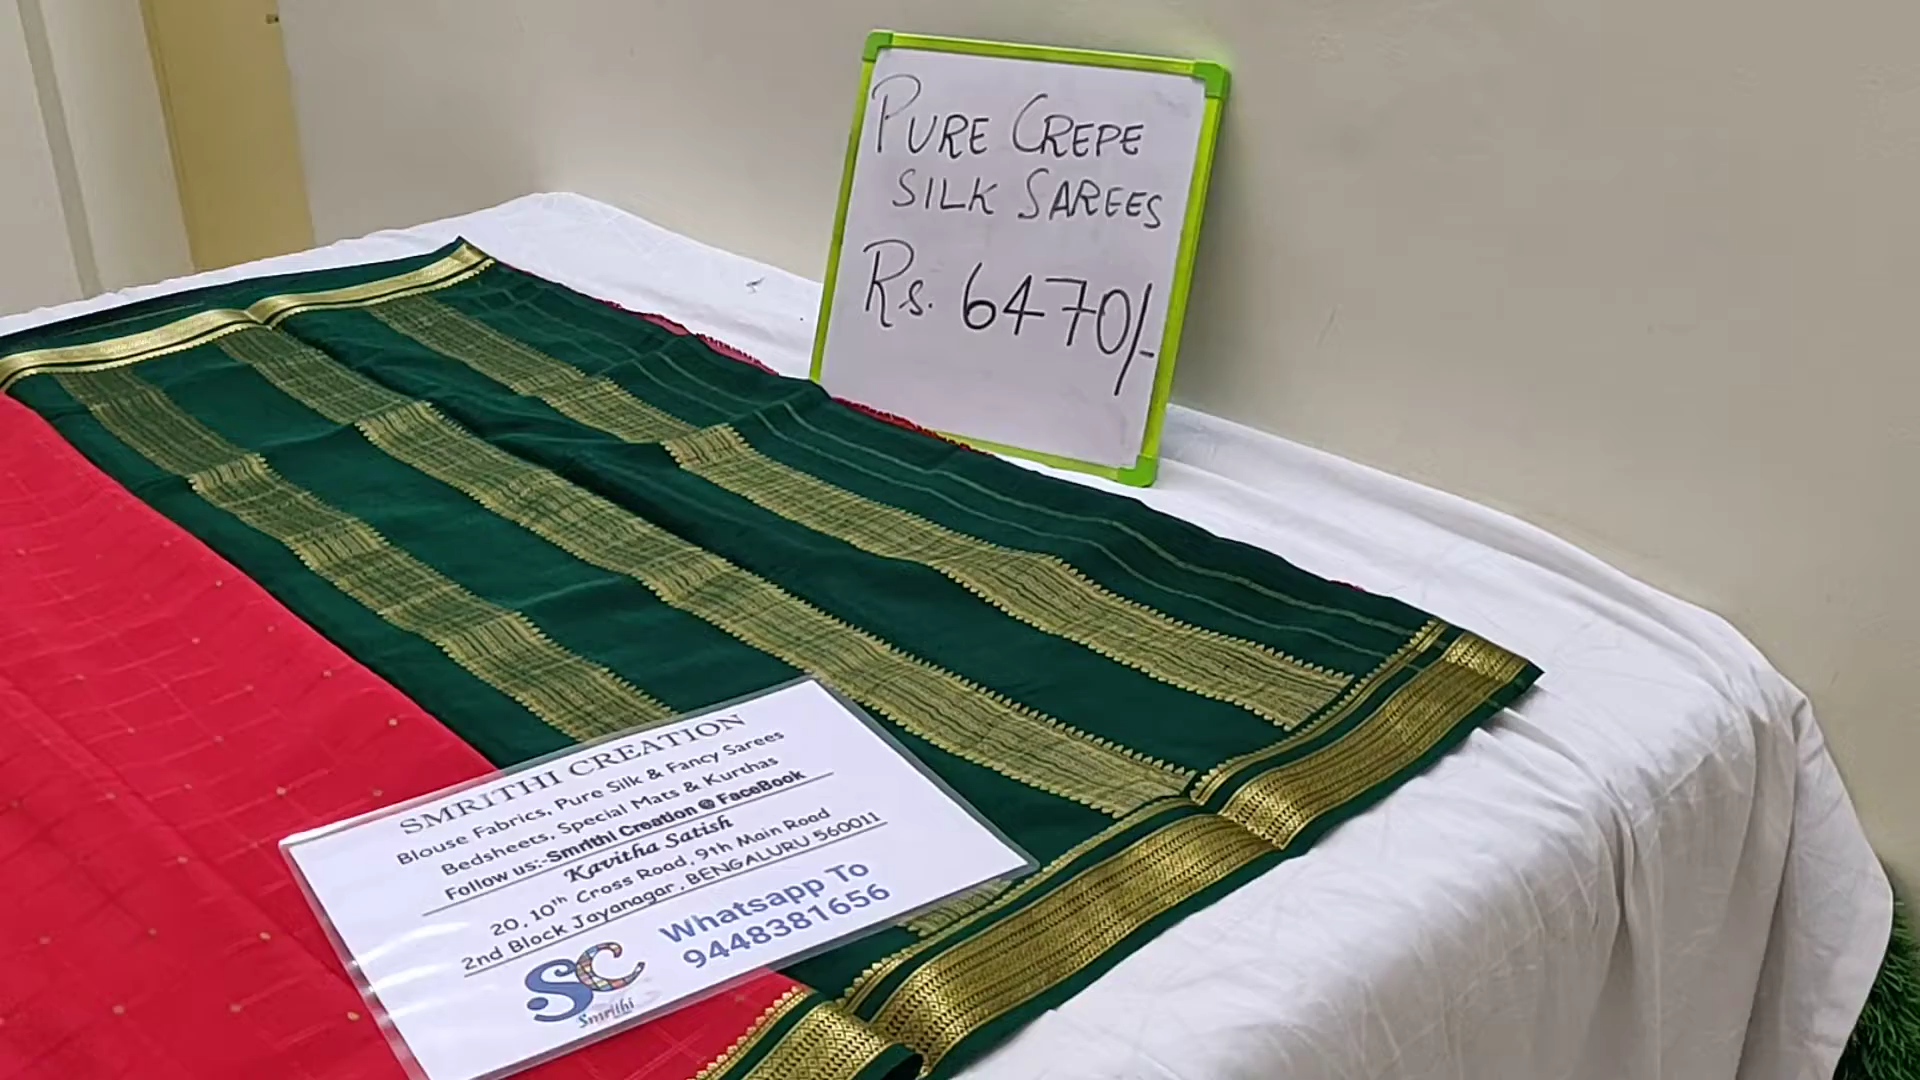 PURE CREPE
SILK SAREES
Rs. 6470/-
SMRITHI CREATION
Blouse Fabrics, Pure Silk & Fancy Sarees
Bedsheets, Special Mats & Kurthas
Follow us:-Smrithi Creation @ FaceBook
Kavitha Satish
20, 10th Cross Road, 9th Main Road
2nd Block Jayanagar, BENGALURU 560011
Whatsapp To
9448381656
SC
Smrithi